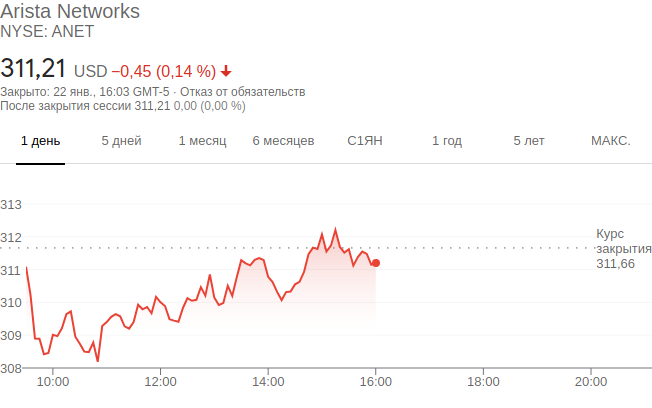 Arista Networks
NYSE: ANET
311,21 USD −0,45 (0,14 %)
Закрыто: 22 янв., 16:03 GMT-5 · Отказ от обязательств
После закрытия сессии 311,21 0,00 (0,00 %)
1 день 5 дней 1 месяц 6 месяцев С1ЯН 1 год 5 лет МАКС.
313
312
311
310
309
308
Курс
закрытия
311,66
10:00 12:00 14:00 16:00 18:00 20:00